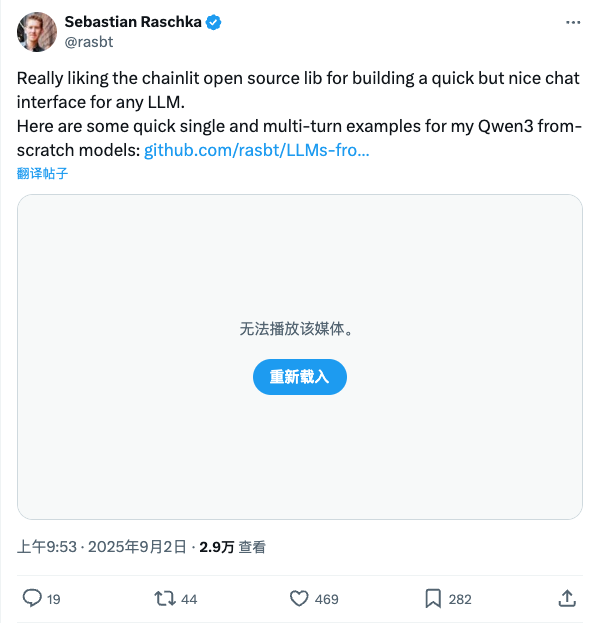 Sebastian Raschka
@rasbt
Really liking the chainlit open source lib for building a quick but nice chat
interface for any LLM.
Here are some quick single and multi-turn examples for my Qwen3 from-
scratch models: github.com/rasbt/LLMs-fro...
翻译帖子
无法播放该媒体。
重新载入
上午9:53 · 2025年9月2日 · 2.9万 查看
19 44 469 282